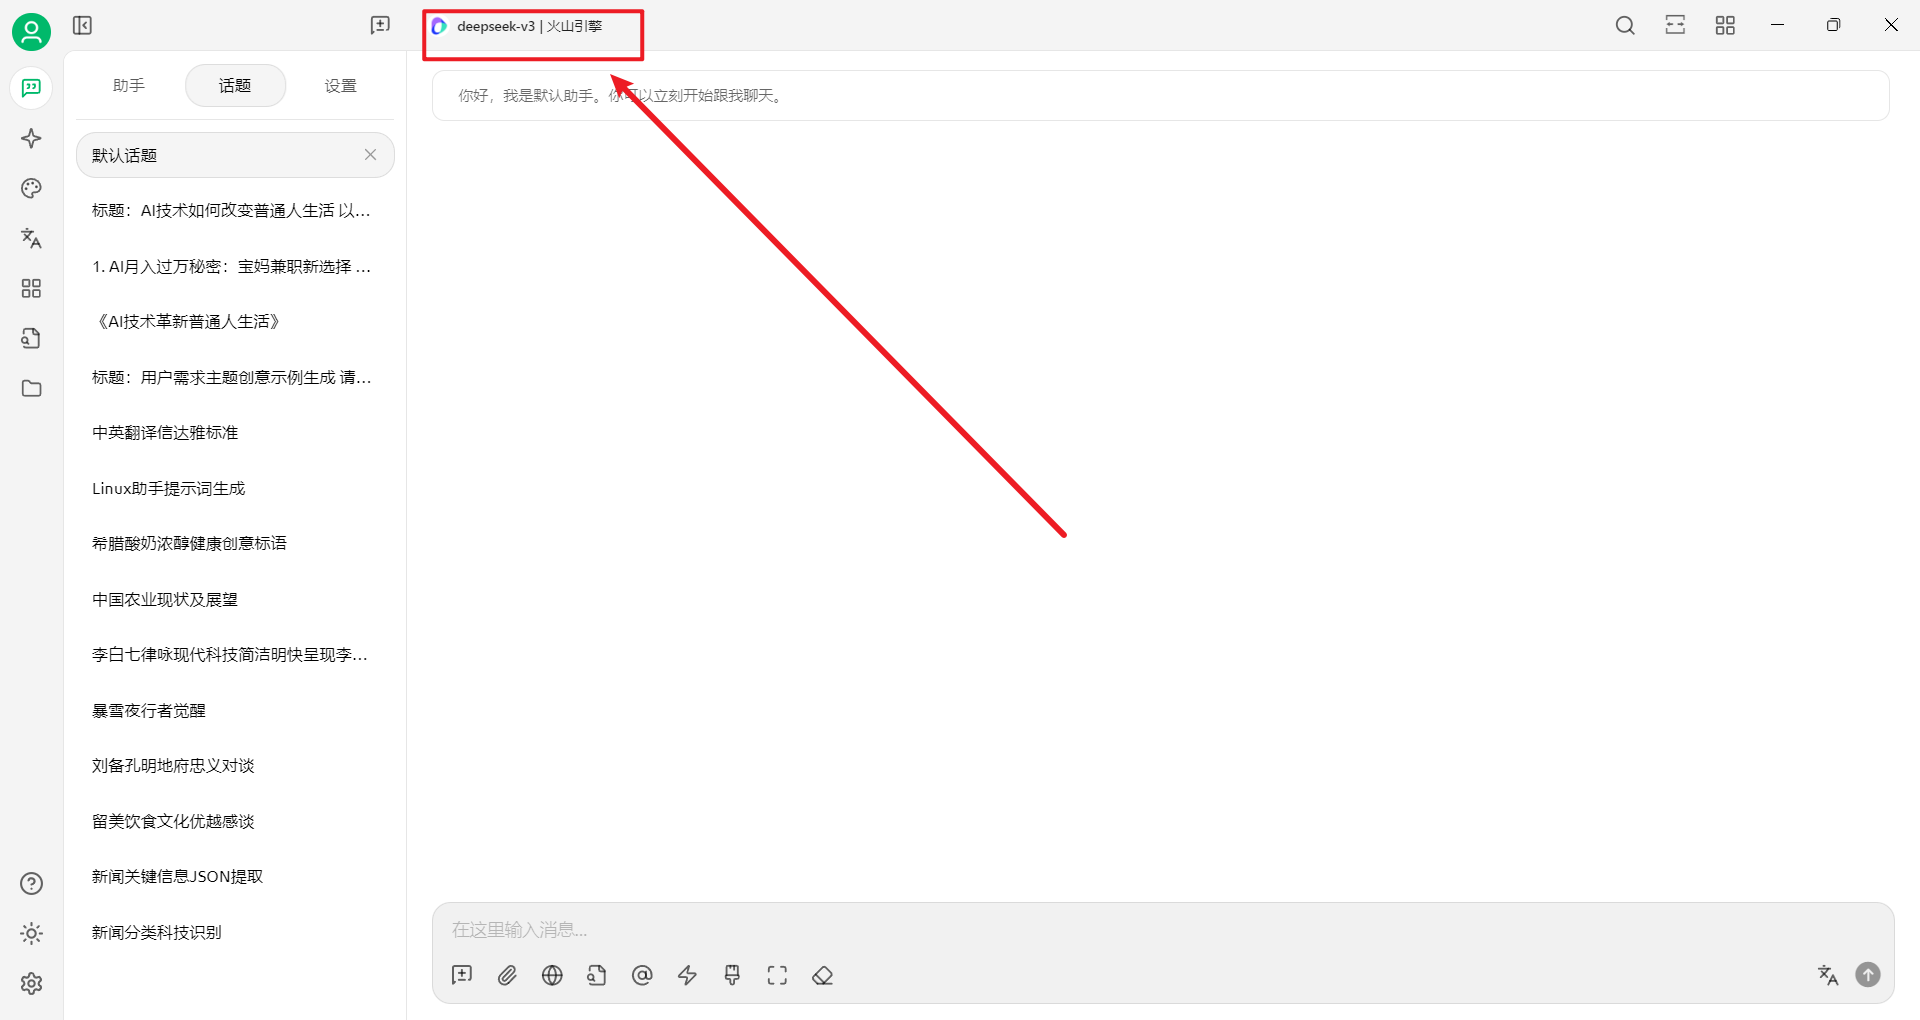 deepseek-v3 | 火山引擎
助手
话题
设置
默认话题
标题：AI技术如何改变普通人生活 以...
1. AI月入过万秘密：宝妈兼职新选择 ...
《AI技术革新普通人生活》
标题：用户需求主题创意示例生成 请...
中英翻译信达雅标准
Linux助手提示词生成
希腊酸奶浓醇健康创意标语
中国农业现状及展望
李白七律咏现代科技简洁明快呈现李...
暴雪夜行者觉醒
刘备孔明地府忠义对谈
留美饮食文化优越感谈
新闻关键信息JSON提取
新闻分类科技识别
你好，我是默认助手。你可以立刻开始跟我聊天。
在这里输入消息...